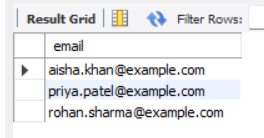 Result Grid Filter Rows:
email
aisha.khan@example.com
priya.patel@example.com
rohan.sharma@example.com